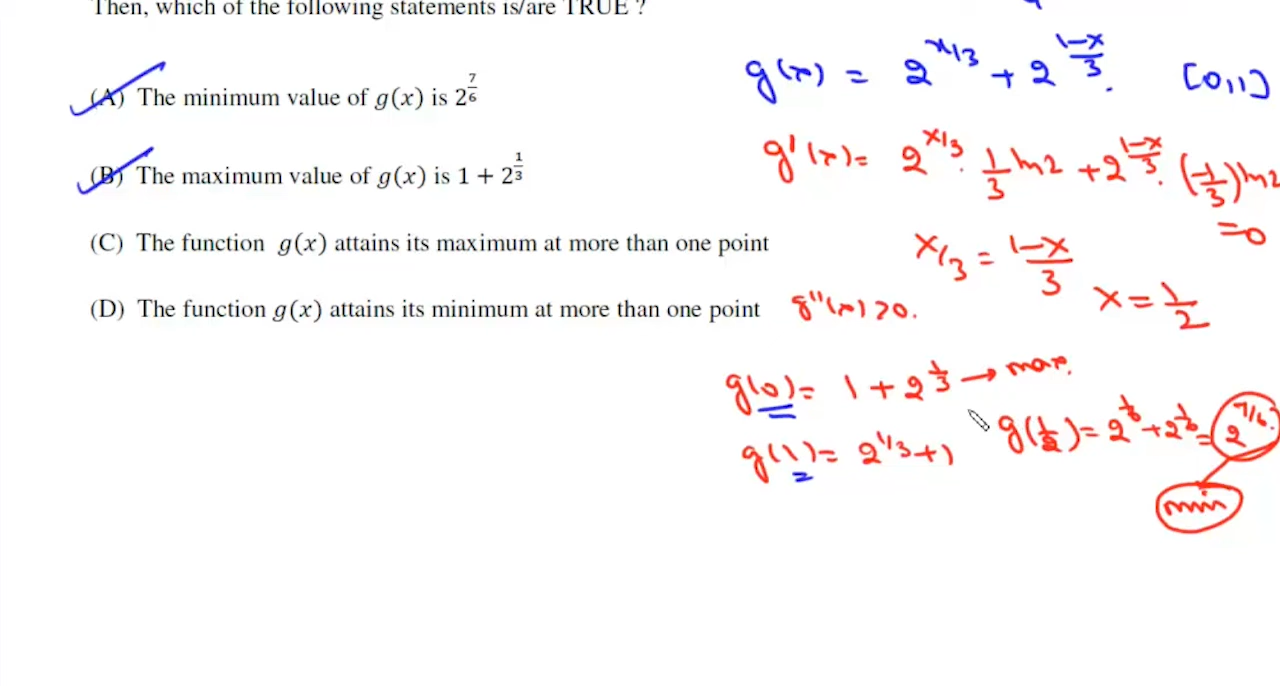 Then, which of the following statements is/are TRUE ?
(A) The minimum value of g(x) is 2^(7/6)
(B) The maximum value of g(x) is 1 + 2^(1/3)
(C) The function g(x) attains its maximum at more than one point
(D) The function g(x) attains its minimum at more than one point
g(x) = 2^(x/3) + 2^((1-x)/3). [0,1]
g'(x) = 2^(x/3). 1/3 ln2 + 2^((1-x)/3). (-1/3) ln2
=0
x/3 = (1-x)/3
x = 1/2
g''(x) >0.
g(0) = 1 + 2^(1/3) → max.
g(1) = 2^(1/3) + 1
g(1/2) = 2^(1/6) + 2^(1/6) = 2^(7/6).
min